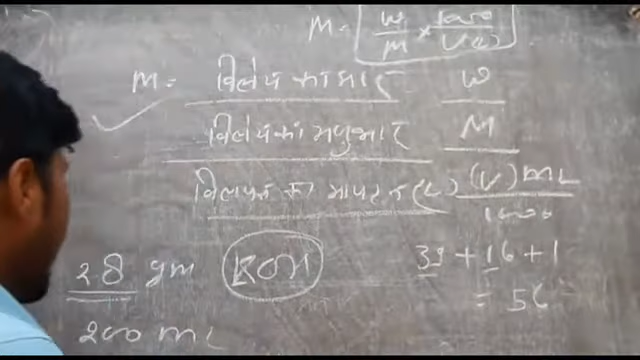 M = w/M × 1000/V(L)
M = विलेय का भार w
विलेय का अणुभार M
विलयन का आयतन (L) (V) mL/1000
28 gm KOH 39 + 16 + 1
200 mL = 56